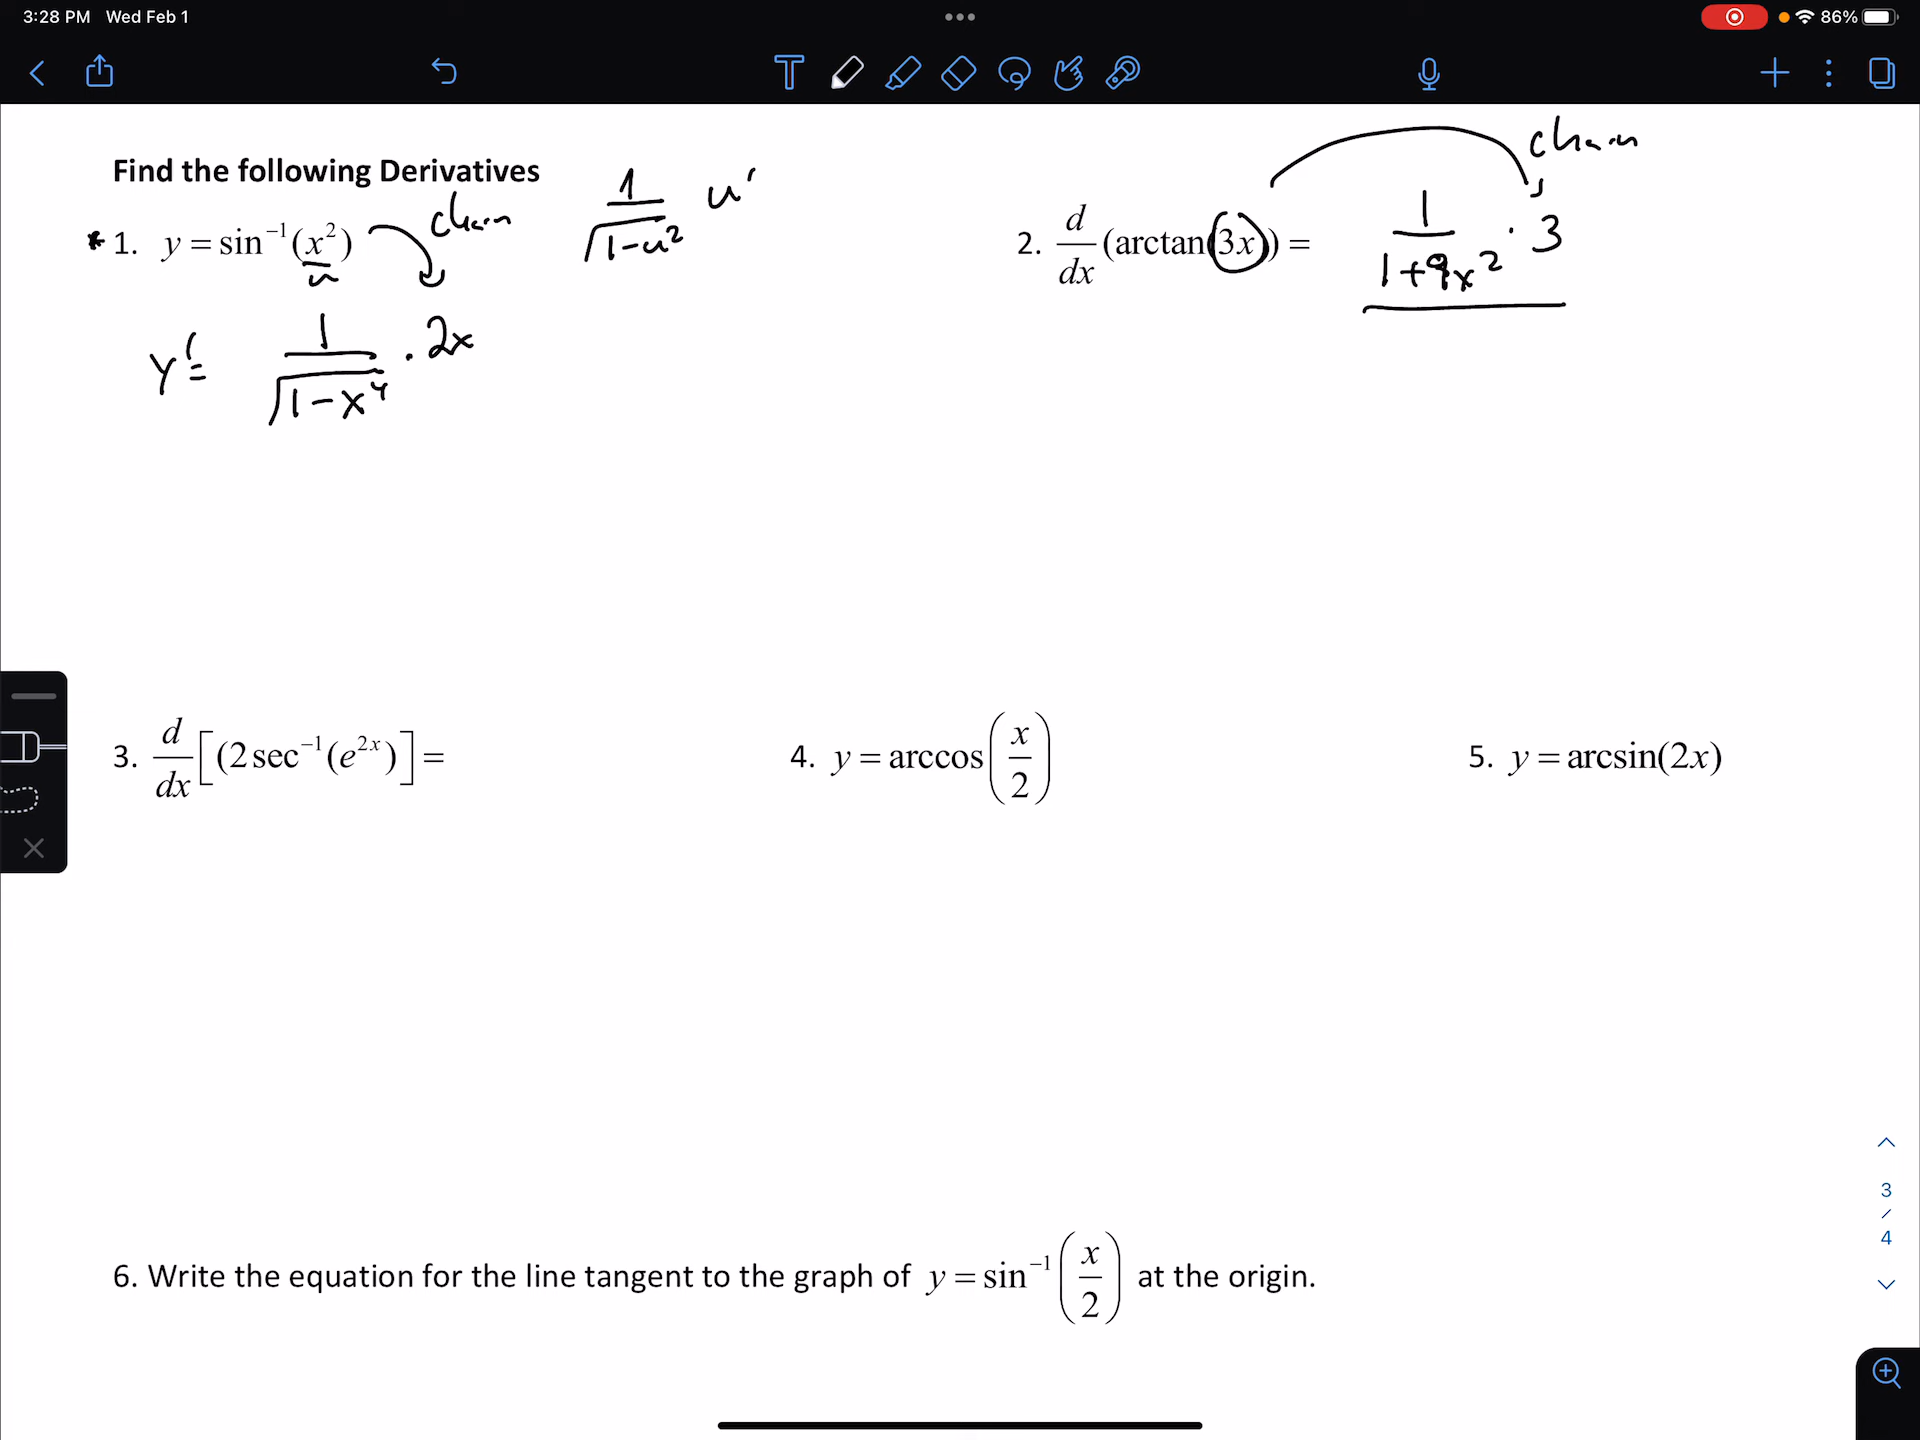 3:28 PM Wed Feb 1
86%
Find the following Derivatives
* 1. y = sin⁻¹(x²) chain
u
1/√(1-u²) u'
y' = 1/√(1-x⁴) · 2x
2. d/dx (arctan(3x)) = 1/(1+9x²) · 3
chain
3. d/dx [(2 sec⁻¹(e²ˣ)] =
4. y = arccos(x/2)
5. y = arcsin(2x)
6. Write the equation for the line tangent to the graph of y = sin⁻¹(x/2) at the origin.
3
/
4